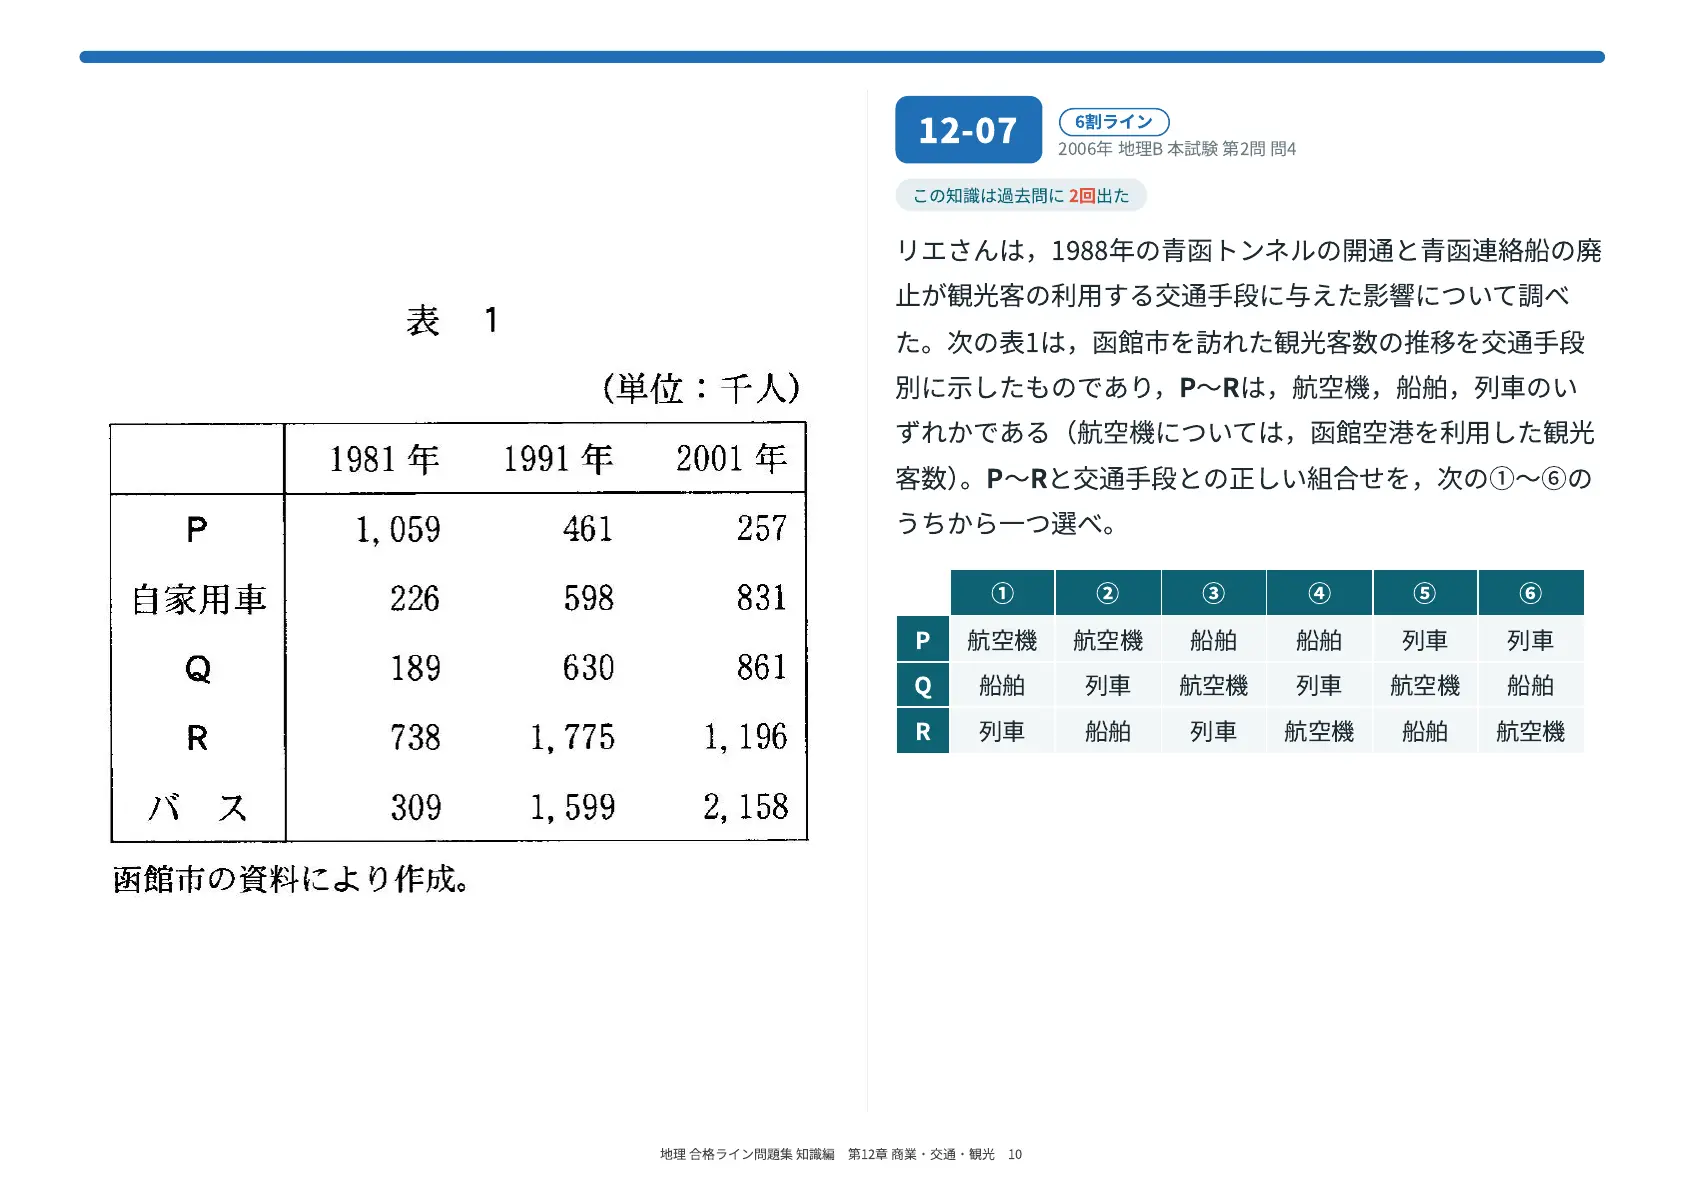 表 1
(単位：千人)
1981年 1991年 2001年
P 1,059 461 257
自家用車 226 598 831
Q 189 630 861
R 738 1,775 1,196
バス 309 1,599 2,158
函館市の資料により作成。
12-07
6割ライン
2006年 地理B 本試験 第2問 問4
この知識は過去問に 2回出た
リエさんは，1988年の青函トンネルの開通と青函連絡船の廃
止が観光客の利用する交通手段に与えた影響について調べ
た。次の表1は，函館市を訪れた観光客数の推移を交通手段
別に示したものであり，P～Rは，航空機，船舶，列車のい
ずれかである（航空機については，函館空港を利用した観光
客数）。P～Rと交通手段との正しい組合せを，次の①～⑥の
うちから一つ選べ。
① ② ③ ④ ⑤ ⑥
P 航空機 航空機 船舶 船舶 列車 列車
Q 船舶 列車 航空機 列車 航空機 船舶
R 列車 船舶 列車 航空機 船舶 航空機
地理 合格ライン問題集 知識編　第12章 商業・交通・観光　10